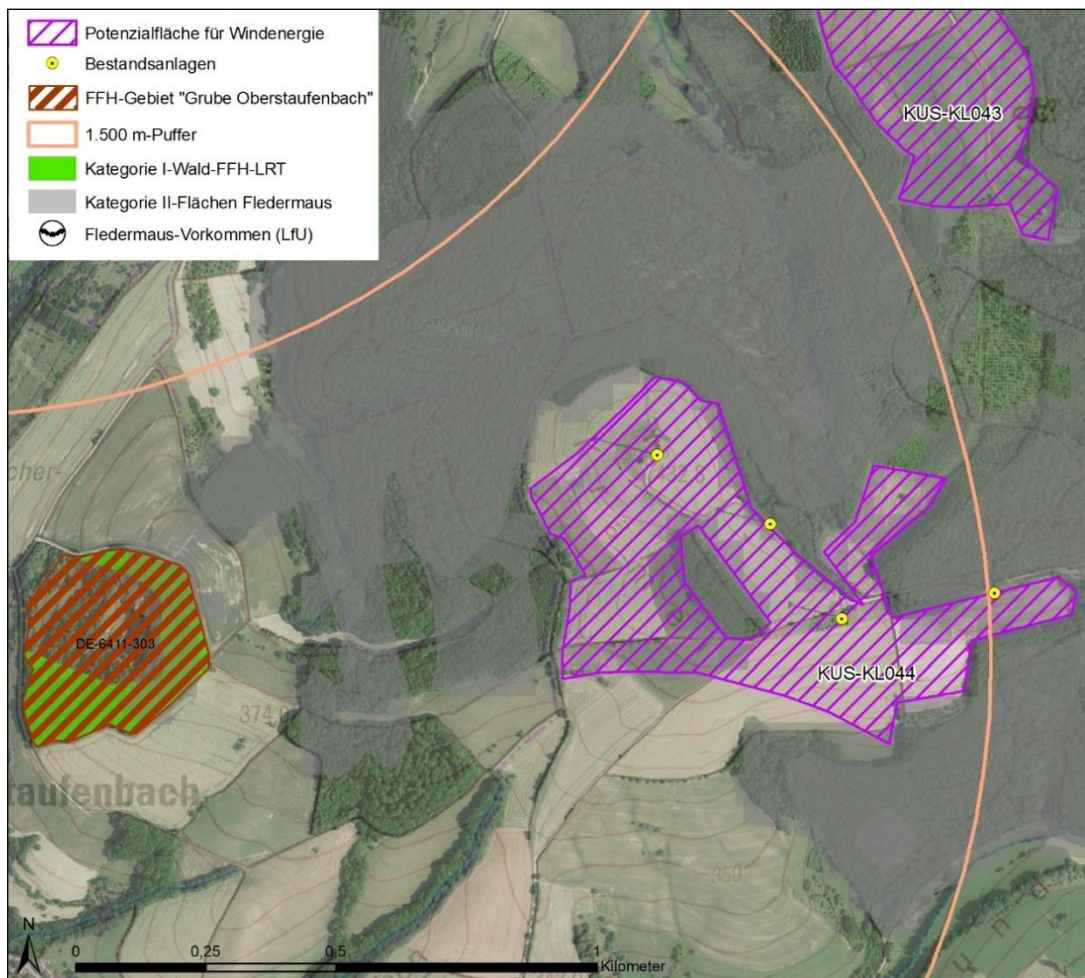 Potenzialfläche für Windenergie
Bestandsanlagen
FFH-Gebiet "Grube Oberstaufenbach"
1.500 m-Puffer
Kategorie I-Wald-FFH-LRT
Kategorie II-Flächen Fledermaus
Fledermaus-Vorkommen (LfU)
KUS-KL043
cher-
DE-6411-303
KUS-KL044
374
taufenbach
350
N
0
0,25
0,5
1
Kilometer